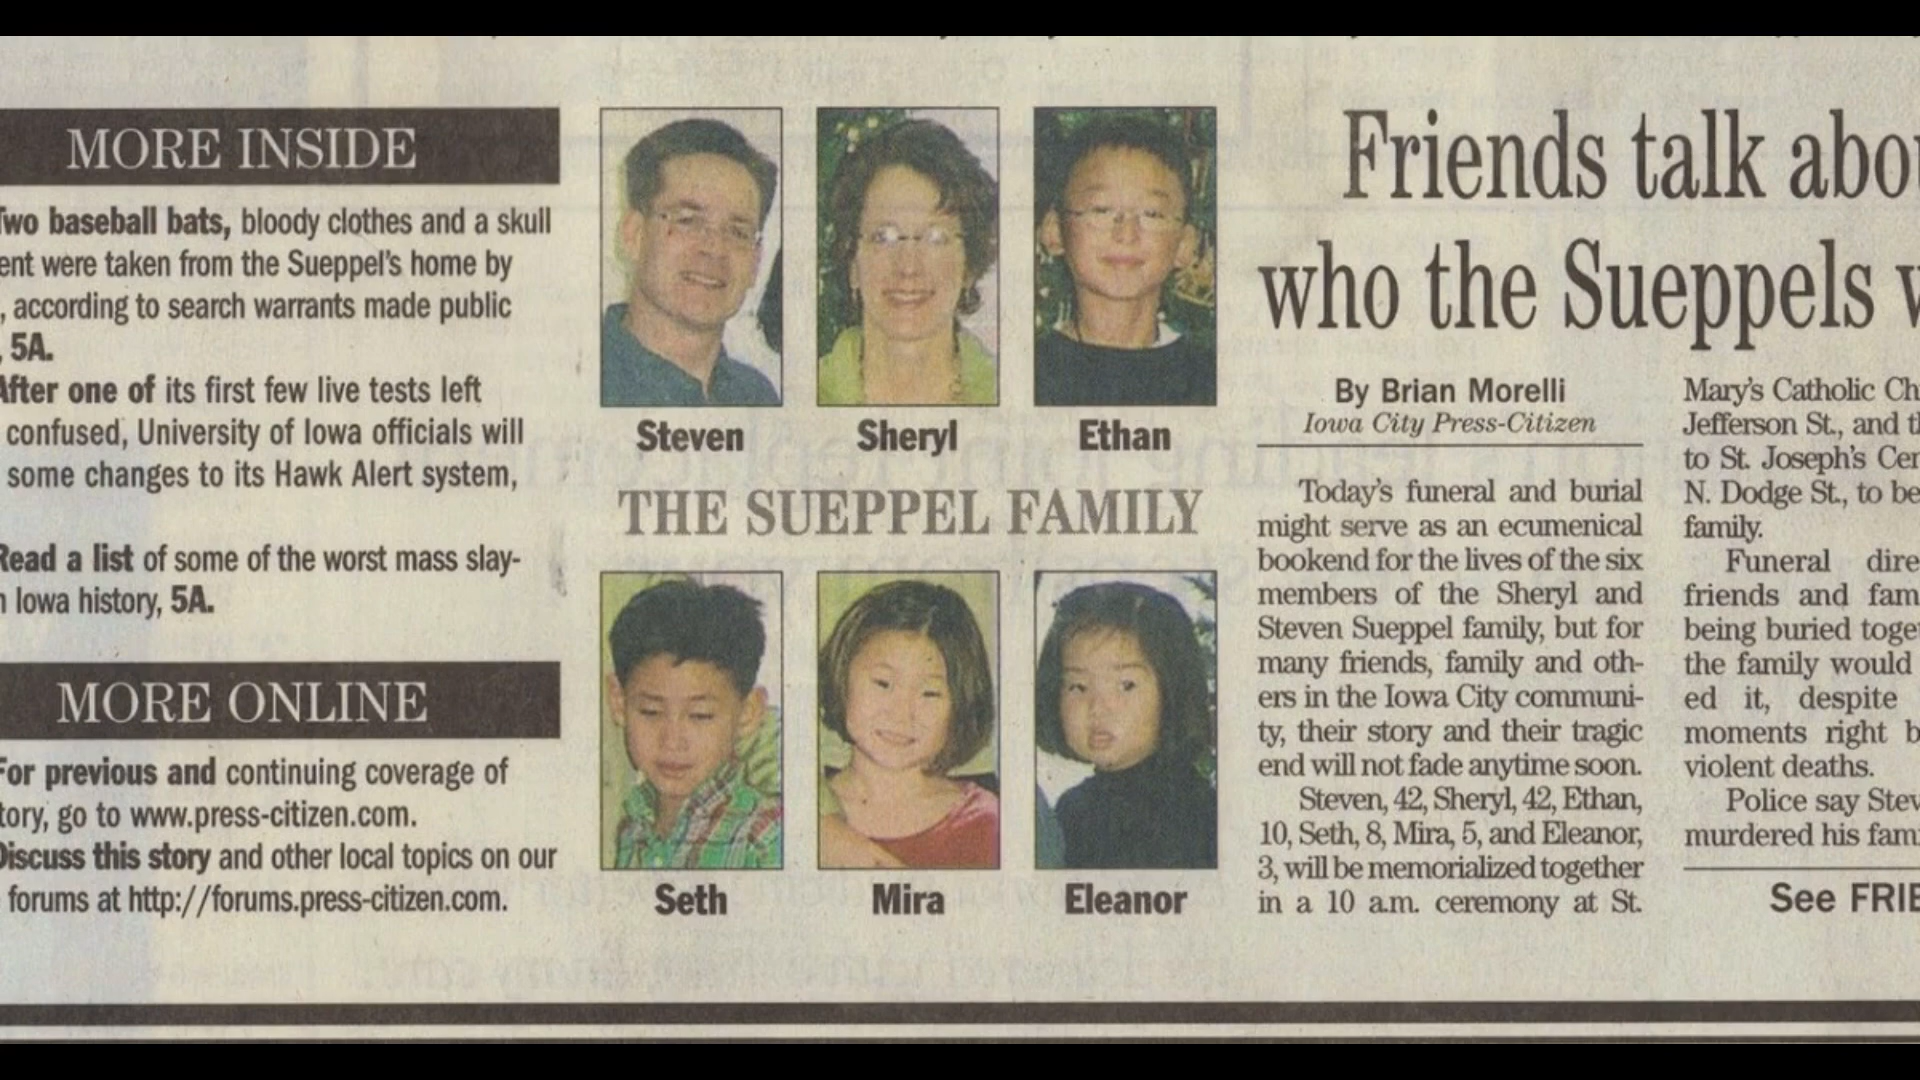 MORE INSIDE
Two baseball bats, bloody clothes and a skull
ent were taken from the Sueppel's home by
, according to search warrants made public
, 5A.
After one of its first few live tests left
confused, University of Iowa officials will
some changes to its Hawk Alert system,
Read a list of some of the worst mass slay-
n Iowa history, 5A.
MORE ONLINE
For previous and continuing coverage of
tory, go to www.press-citizen.com.
Discuss this story and other local topics on our
forums at http://forums.press-citizen.com.
Steven Sheryl Ethan
THE SUEPPEL FAMILY
Seth Mira Eleanor
Friends talk abou
who the Sueppels w
By Brian Morelli
Iowa City Press-Citizen
Today's funeral and burial
might serve as an ecumenical
bookend for the lives of the six
members of the Sheryl and
Steven Sueppel family, but for
many friends, family and oth-
ers in the Iowa City communi-
ty, their story and their tragic
end will not fade anytime soon.
Steven, 42, Sheryl, 42, Ethan,
10, Seth, 8, Mira, 5, and Eleanor,
3, will be memorialized together
in a 10 a.m. ceremony at St.
Mary's Catholic Ch
Jefferson St., and th
to St. Joseph's Cem
N. Dodge St., to be
family.
Funeral dire
friends and fam
being buried toge
the family would
ed it, despite
moments right b
violent deaths.
Police say Stev
murdered his fam
See FRIE